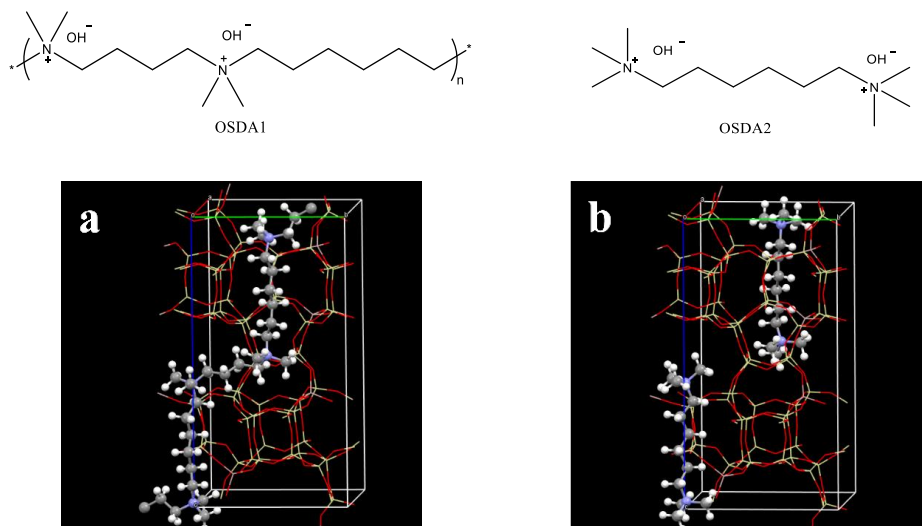 * ( N + OH − N + OH − ) n *
OSDA1
N + OH − OH − + N
OSDA2
a
b